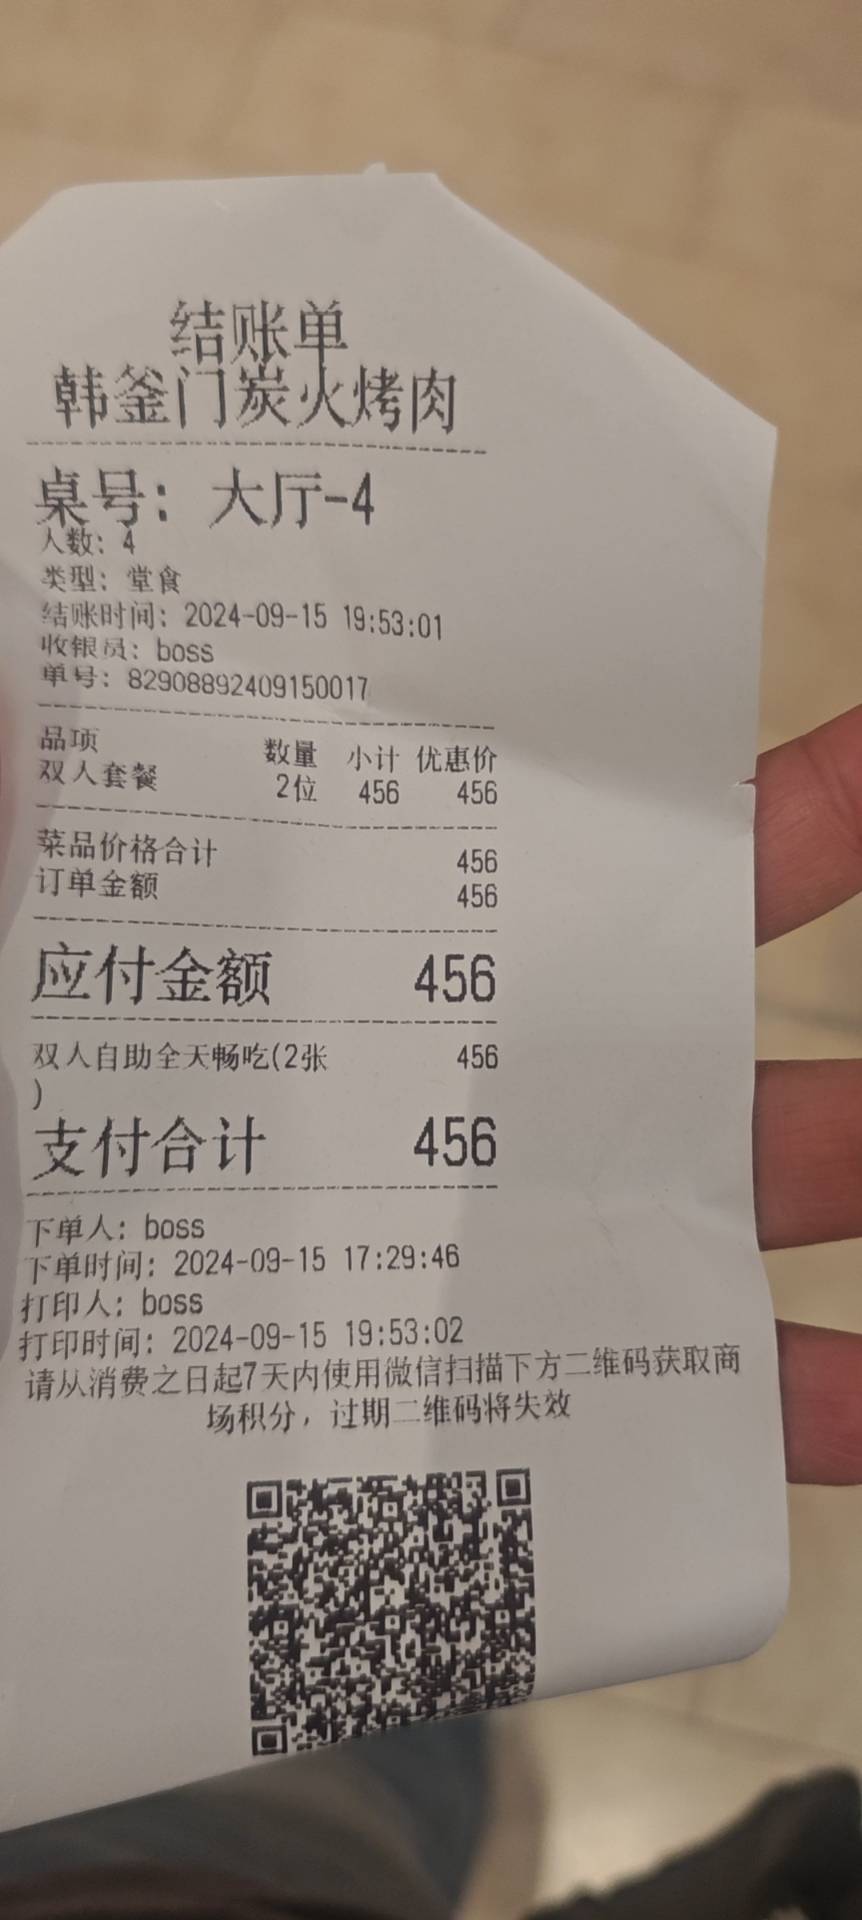 结账单
韩釜门炭火烤肉
桌号：大厅-4
人数：4
类型：堂食
结账时间：2024-09-15 19:53:01
收银员：boss
单号：82908892409150017
品项 数量 小计 优惠价
双人套餐 2位 456 456
菜品价格合计 456
订单金额 456
应付金额 456
双人自助全天畅吃(2张 456
)
支付合计 456
下单人：boss
下单时间：2024-09-15 17:29:46
打印人：boss
打印时间：2024-09-15 19:53:02
请从消费之日起7天内使用微信扫描下方二维码获取商
场积分，过期二维码将失效